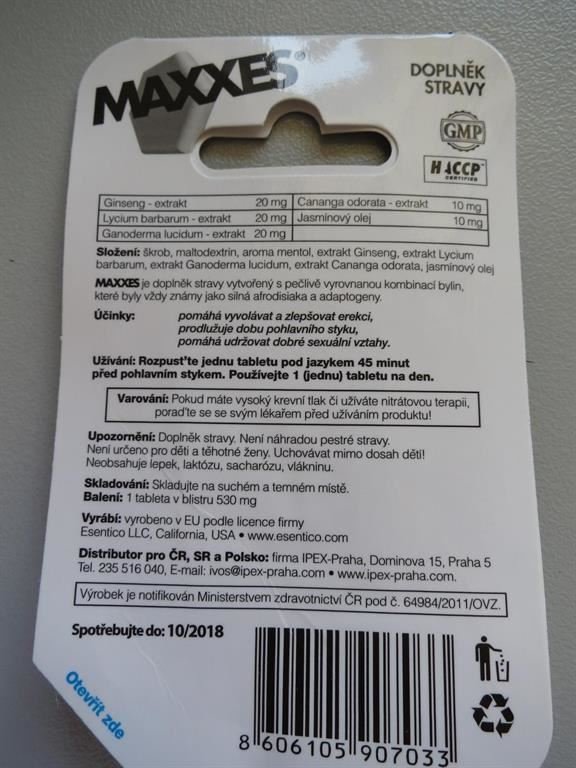 MAXXES®
DOPLNĚK
STRAVY
GMP
HACCP
CERTIFIED
Ginseng - extrakt 20 mg Cananga odorata - extrakt 10 mg
Lycium barbarum - extrakt 20 mg Jasmínový olej 10 mg
Ganoderma lucidum - extrakt 20 mg
Složení: škrob, maltodextrin, aroma mentol, extrakt Ginseng, extrakt Lycium
barbarum, extrakt Ganoderma lucidum, extrakt Cananga odorata, jasmínový olej
MAXXES je doplněk stravy vytvořený s pečlivě vyrovnanou kombinací bylin,
které byly vždy známy jako silná afrodisiaka a adaptogeny.
Účinky: pomáhá vyvolávat a zlepšovat erekci,
prodlužuje dobu pohlavního styku,
pomáhá udržovat dobré sexuální vztahy.
Užívání: Rozpusťte jednu tabletu pod jazykem 45 minut
před pohlavním stykem. Používejte 1 (jednu) tabletu na den.
Varování: Pokud máte vysoký krevní tlak či užíváte nitrátovou terapii,
poraďte se se svým lékařem před užíváním produktu!
Upozornění: Doplněk stravy. Není náhradou pestré stravy.
Není určeno pro děti a těhotné ženy. Uchovávat mimo dosah dětí!
Neobsahuje lepek, laktózu, sacharózu, vlákninu.
Skladování: Skladujte na suchém a temném místě.
Balení: 1 tableta v blistru 530 mg
Vyrábí: vyrobeno v EU podle licence firmy
Esentico LLC, California, USA • www.esentico.com
Distributor pro ČR, SR a Polsko: firma IPEX-Praha, Dominova 15, Praha 5
Tel. 235 516 040, E-mail: ivos@ipex-praha.com • www.ipex-praha.com.
Výrobek je notifikován Ministerstvem zdravotnictví ČR pod č. 64984/2011/OVZ.
Spotřebujte do: 10/2018
Otevřít zde
8 606105 907033